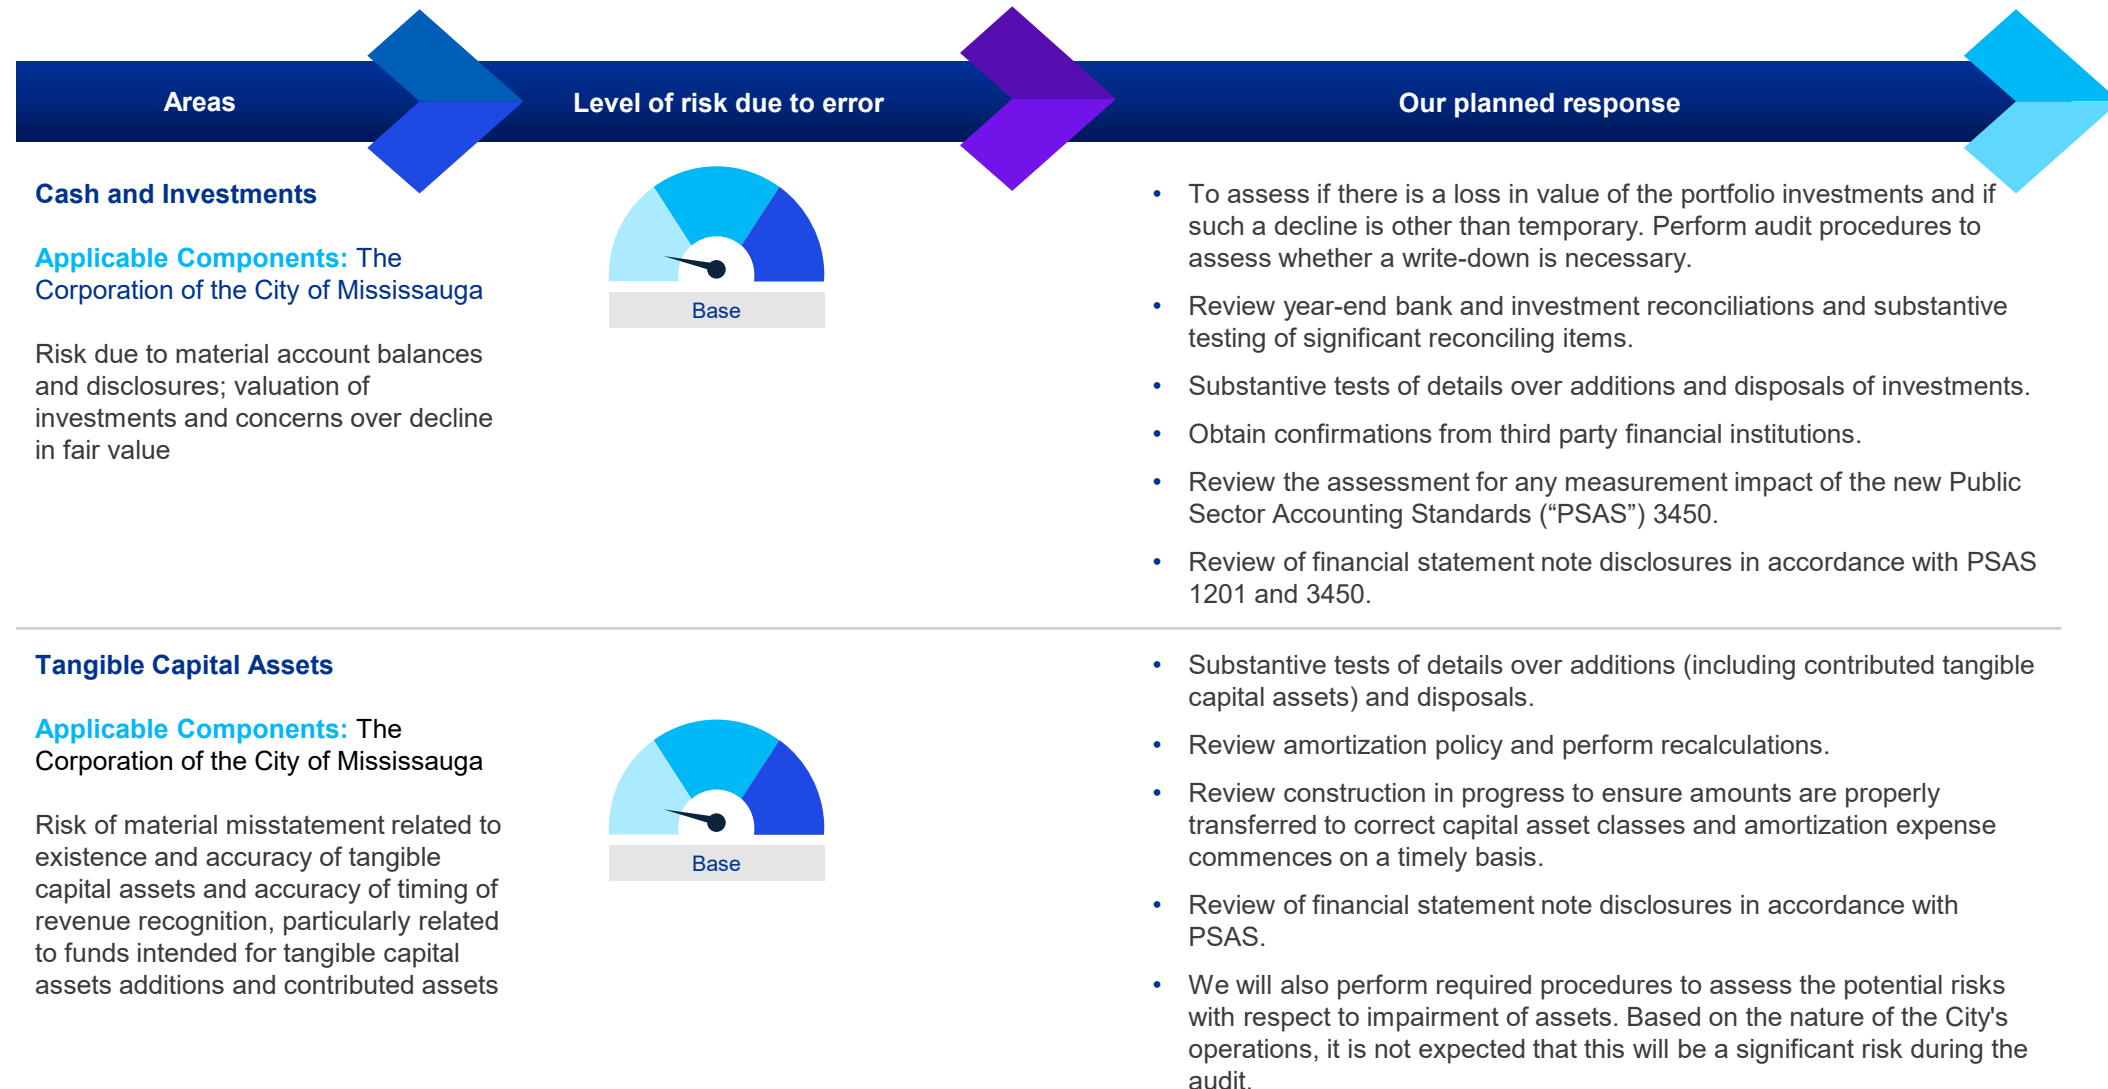 Areas
Level of risk due to error
Our planned response
Cash and Investments
Applicable Components: The
Corporation of the City of Mississauga
Risk due to material account balances
and disclosures; valuation of
investments and concerns over decline
in fair value
Base
• To assess if there is a loss in value of the portfolio investments and if
such a decline is other than temporary. Perform audit procedures to
assess whether a write-down is necessary.
• Review year-end bank and investment reconciliations and substantive
testing of significant reconciling items.
• Substantive tests of details over additions and disposals of investments.
• Obtain confirmations from third party financial institutions.
• Review the assessment for any measurement impact of the new Public
Sector Accounting Standards (“PSAS”) 3450.
• Review of financial statement note disclosures in accordance with PSAS
1201 and 3450.
Tangible Capital Assets
Applicable Components: The
Corporation of the City of Mississauga
Risk of material misstatement related to
existence and accuracy of tangible
capital assets and accuracy of timing of
revenue recognition, particularly related
to funds intended for tangible capital
assets additions and contributed assets
Base
• Substantive tests of details over additions (including contributed tangible
capital assets) and disposals.
• Review amortization policy and perform recalculations.
• Review construction in progress to ensure amounts are properly
transferred to correct capital asset classes and amortization expense
commences on a timely basis.
• Review of financial statement note disclosures in accordance with
PSAS.
• We will also perform required procedures to assess the potential risks
with respect to impairment of assets. Based on the nature of the City's
operations, it is not expected that this will be a significant risk during the
audit.